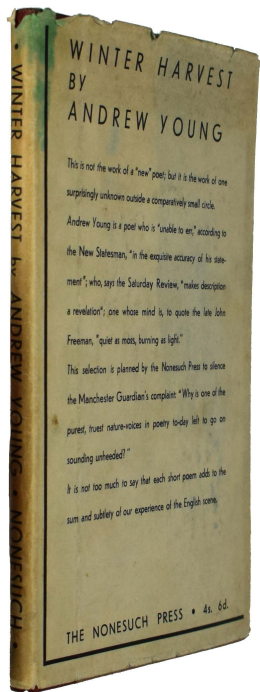 WINTER HARVEST
BY
ANDREW YOUNG
This is not the work of a "new" poet; but it is the work of one
surprisingly unknown outside a comparatively small circle.
Andrew Young is a poet who is "unable to err," according to
the New Statesman, "in the exquisite accuracy of his state-
ment"; who, says the Saturday Review, "makes description
a revelation"; one whose mind is, to quote the late John
Freeman, "quiet as moss, burning as light."
This selection is planned by the Nonesuch Press to silence
the Manchester Guardian's complaint: "Why is one of the
purest, truest nature-voices in poetry to-day left to go on
sounding unheeded?"
It is not too much to say that each short poem adds to the
sum and subtlety of our experience of the English scene.
THE NONESUCH PRESS • 4s. 6d.
• WINTER HARVEST by ANDREW YOUNG • NONESUCH •